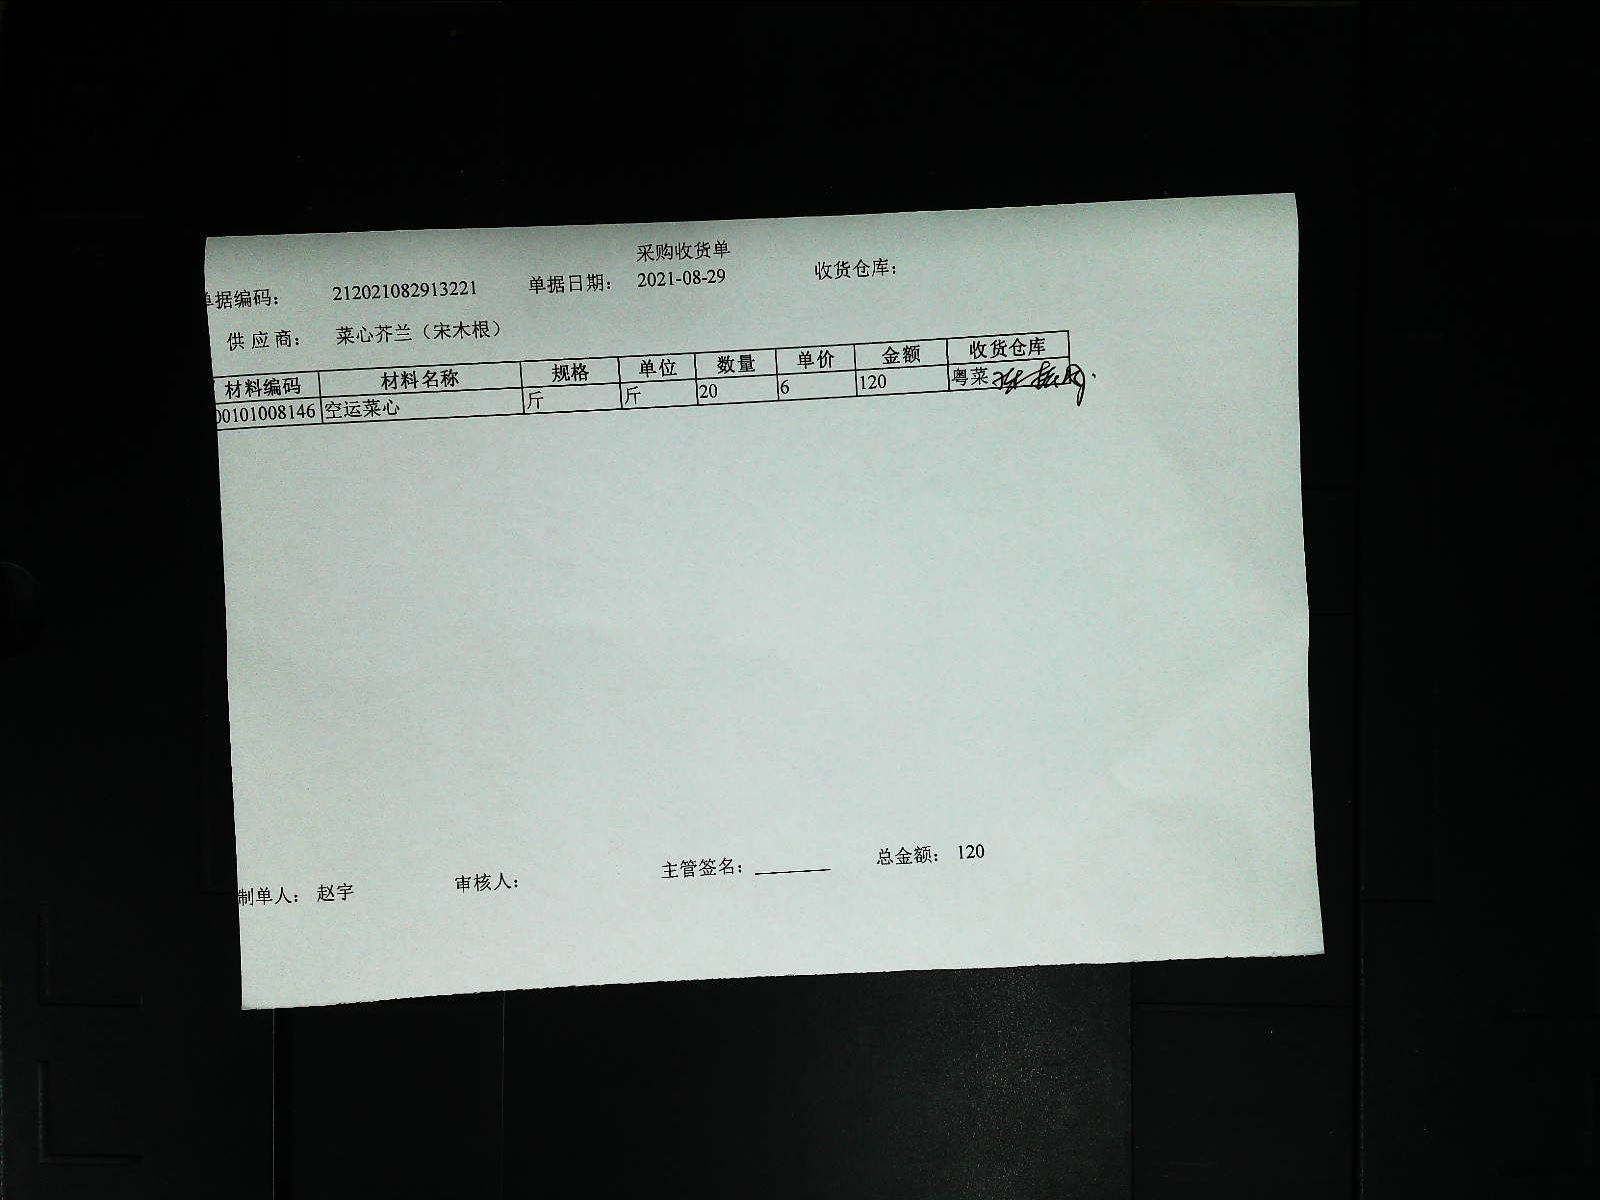 采购收货单
单据编码： 212021082913221 单据日期： 2021-08-29 收货仓库：
供应商： 菜心芥兰（宋木根）
材料编码 材料名称 规格 单位 数量 单价 金额 收货仓库
00101008146 空运菜心 斤 斤 20 6 120 粤菜
制单人： 赵宇 审核人： 主管签名： 总金额： 120